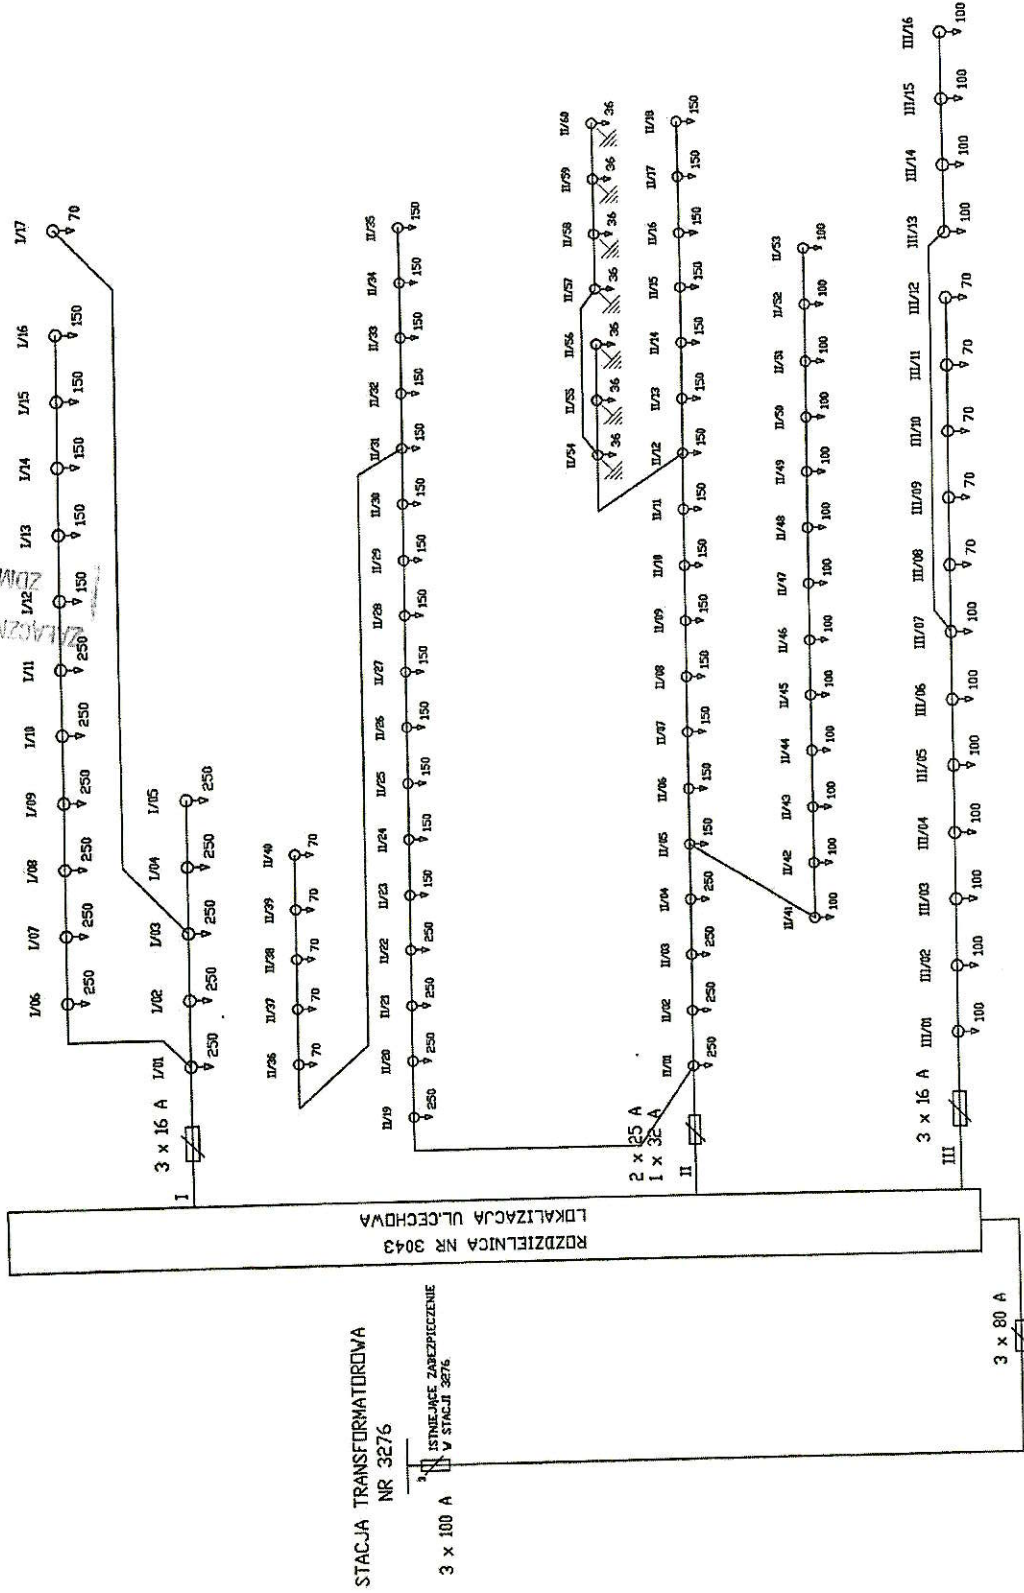 I/17
70
I/16
150
I/15
150
I/14
150
I/13
150
I/12
150
I/11
250
I/10
250
I/09
250
I/08
250
I/07
250
I/06
250
I/05
250
I/04
250
I/03
250
I/02
250
I/01
250
3 x 16 A
I
II/40
70
II/39
70
II/38
70
II/37
70
II/36
70
II/35
150
II/34
150
II/33
150
II/32
150
II/31
150
II/30
150
II/29
150
II/28
150
II/27
150
II/26
150
II/25
150
II/24
150
II/23
150
II/22
250
II/21
250
II/20
250
II/19
250
II/60
36
II/59
36
II/58
36
II/57
36
II/56
36
II/55
36
II/54
36
II/18
150
II/17
150
II/16
150
II/15
150
II/14
150
II/13
150
II/12
150
II/11
150
II/10
150
II/09
150
II/08
150
II/07
150
II/06
150
II/05
150
II/04
250
II/03
250
II/02
250
II/01
250
2 x 25 A
1 x 32 A
II
II/53
100
II/52
100
II/51
100
II/50
100
II/49
100
II/48
100
II/47
100
II/46
100
II/45
100
II/44
100
II/43
100
II/42
100
II/41
100
III/16
100
III/15
100
III/14
100
III/13
100
III/12
70
III/11
70
III/10
70
III/09
70
III/08
70
III/07
100
III/06
100
III/05
100
III/04
100
III/03
100
III/02
100
III/01
100
3 x 16 A
III
ROZDZIELNICA NR 3043
LOKALIZACJA UL.CECHOWA
STACJA TRANSFORMATOROWA
NR 3276
3
ISTNIEJĄCE ZABEZPIECZENIE
W STACJI 3276
3 x 100 A
3 x 80 A